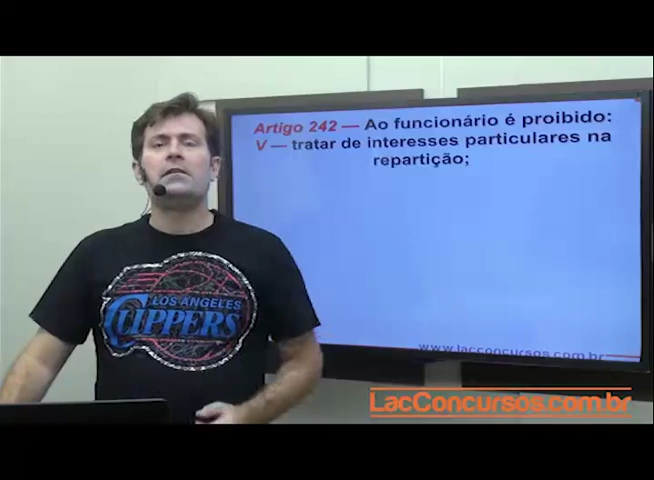 Artigo 242 — Ao funcionário é proibido:
V — tratar de interesses particulares na
repartição;
LOS ANGELES
CLIPPERS
www.lacconcursos.com.br
LacConcursos.com.br